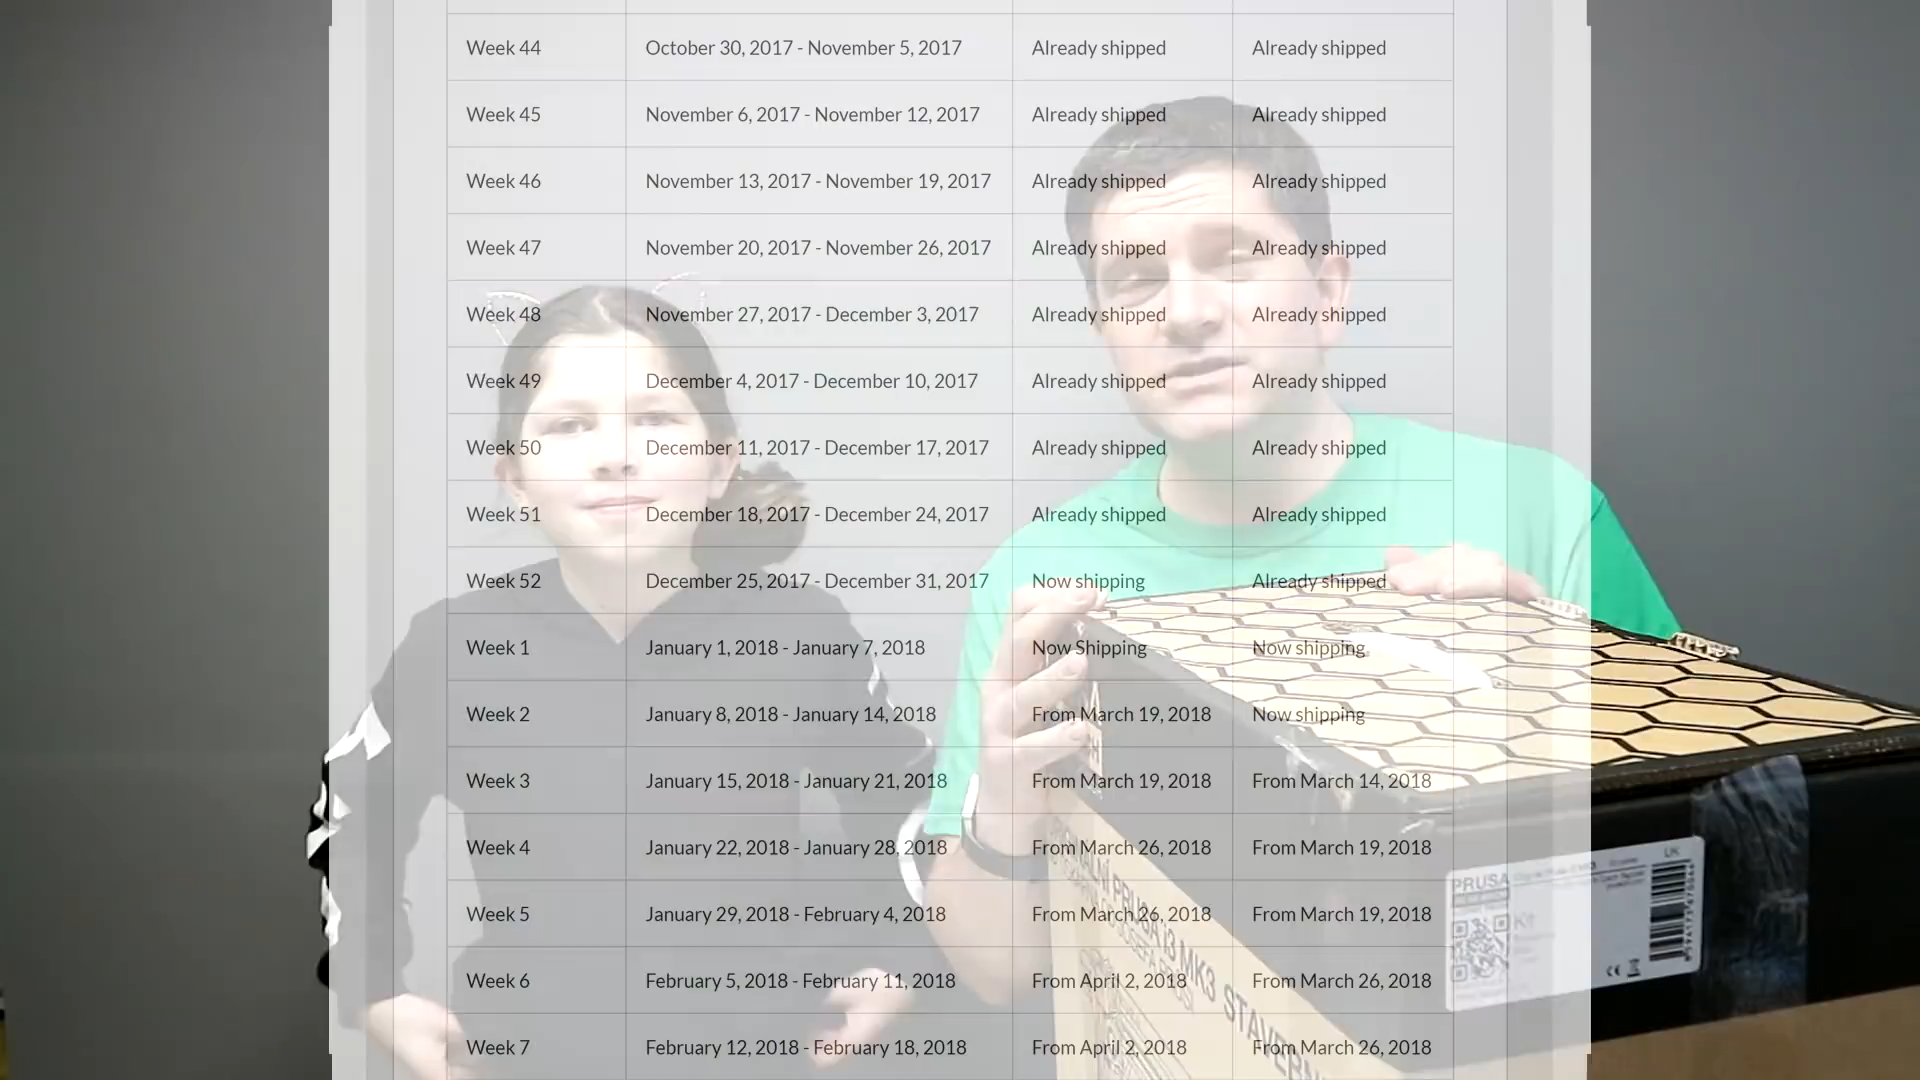 Week 44 October 30, 2017 - November 5, 2017 Already shipped Already shipped
Week 45 November 6, 2017 - November 12, 2017 Already shipped Already shipped
Week 46 November 13, 2017 - November 19, 2017 Already shipped Already shipped
Week 47 November 20, 2017 - November 26, 2017 Already shipped Already shipped
Week 48 November 27, 2017 - December 3, 2017 Already shipped Already shipped
Week 49 December 4, 2017 - December 10, 2017 Already shipped Already shipped
Week 50 December 11, 2017 - December 17, 2017 Already shipped Already shipped
Week 51 December 18, 2017 - December 24, 2017 Already shipped Already shipped
Week 52 December 25, 2017 - December 31, 2017 Now shipping Already shipped
Week 1 January 1, 2018 - January 7, 2018 Now Shipping Now shipping
Week 2 January 8, 2018 - January 14, 2018 From March 19, 2018 Now shipping
Week 3 January 15, 2018 - January 21, 2018 From March 19, 2018 From March 14, 2018
Week 4 January 22, 2018 - January 28, 2018 From March 26, 2018 From March 19, 2018
Week 5 January 29, 2018 - February 4, 2018 From March 26, 2018 From March 19, 2018
Week 6 February 5, 2018 - February 11, 2018 From April 2, 2018 From March 26, 2018
Week 7 February 12, 2018 - February 18, 2018 From April 2, 2018 From March 26, 2018
PRUSA i3 MK3
PRUSA
UK
Kit
CE